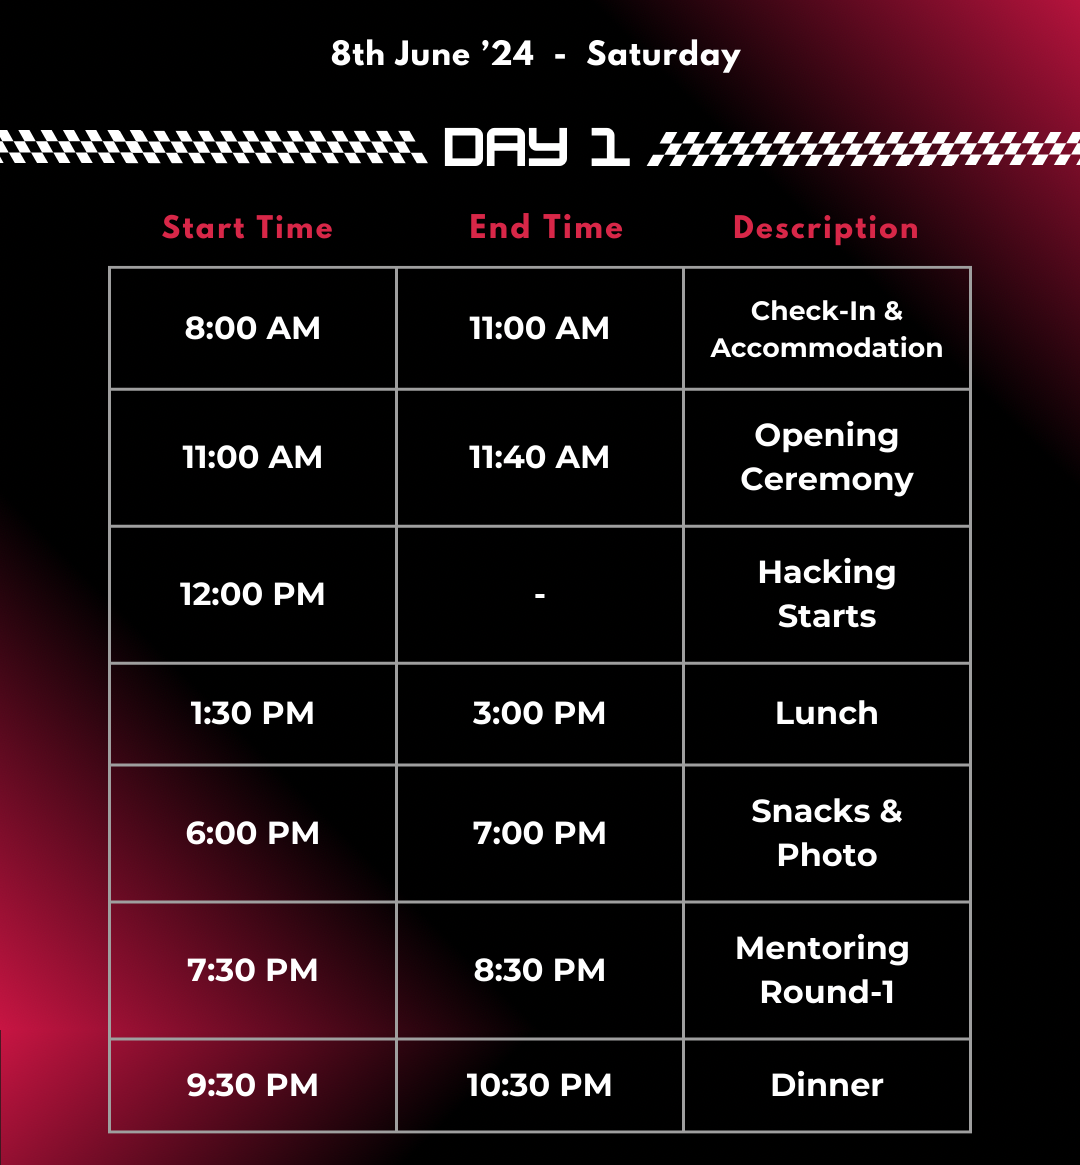 8th June ’24 - Saturday
DAY 1
Start Time End Time Description
8:00 AM 11:00 AM Check-In &
Accommodation
11:00 AM 11:40 AM Opening
Ceremony
12:00 PM - Hacking
Starts
1:30 PM 3:00 PM Lunch
6:00 PM 7:00 PM Snacks &
Photo
7:30 PM 8:30 PM Mentoring
Round-1
9:30 PM 10:30 PM Dinner